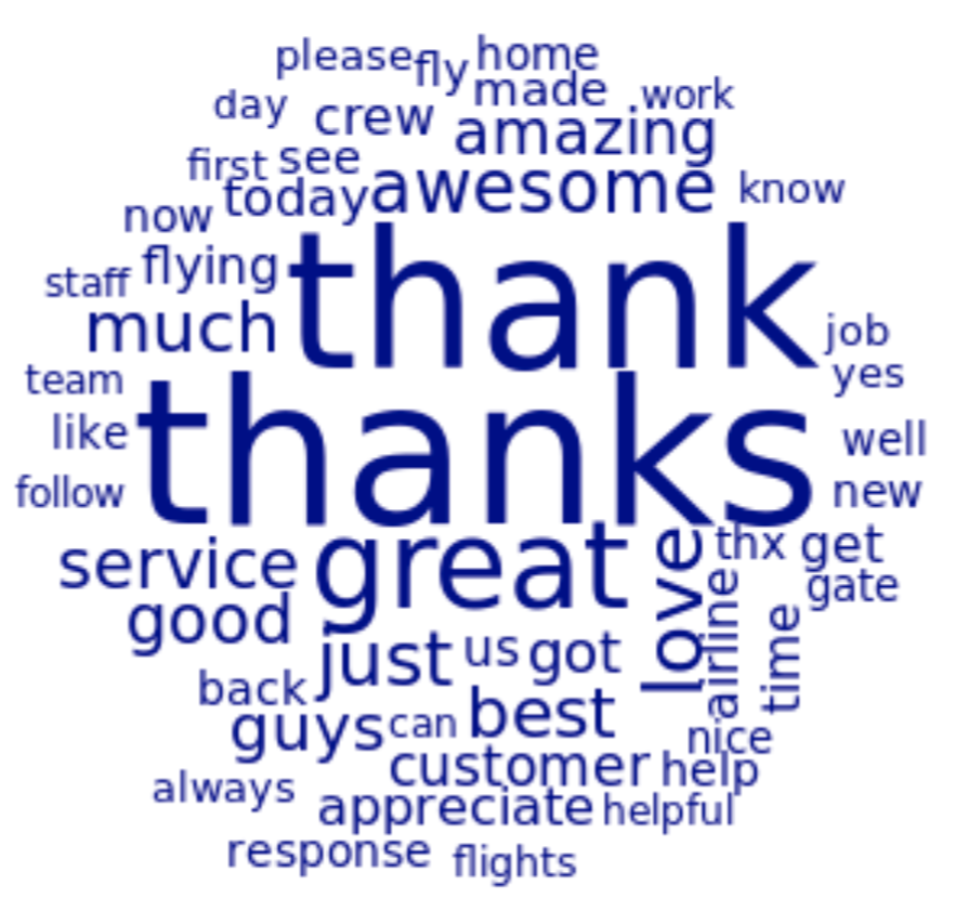 please fly home
day crew made work
first see amazing
now today awesome know
staff flying thank
much job
team yes
like thanks well
follow new
service great love thx get
good airline gate
just us got time
back
guys can best nice
customer help
always appreciate helpful
response flights